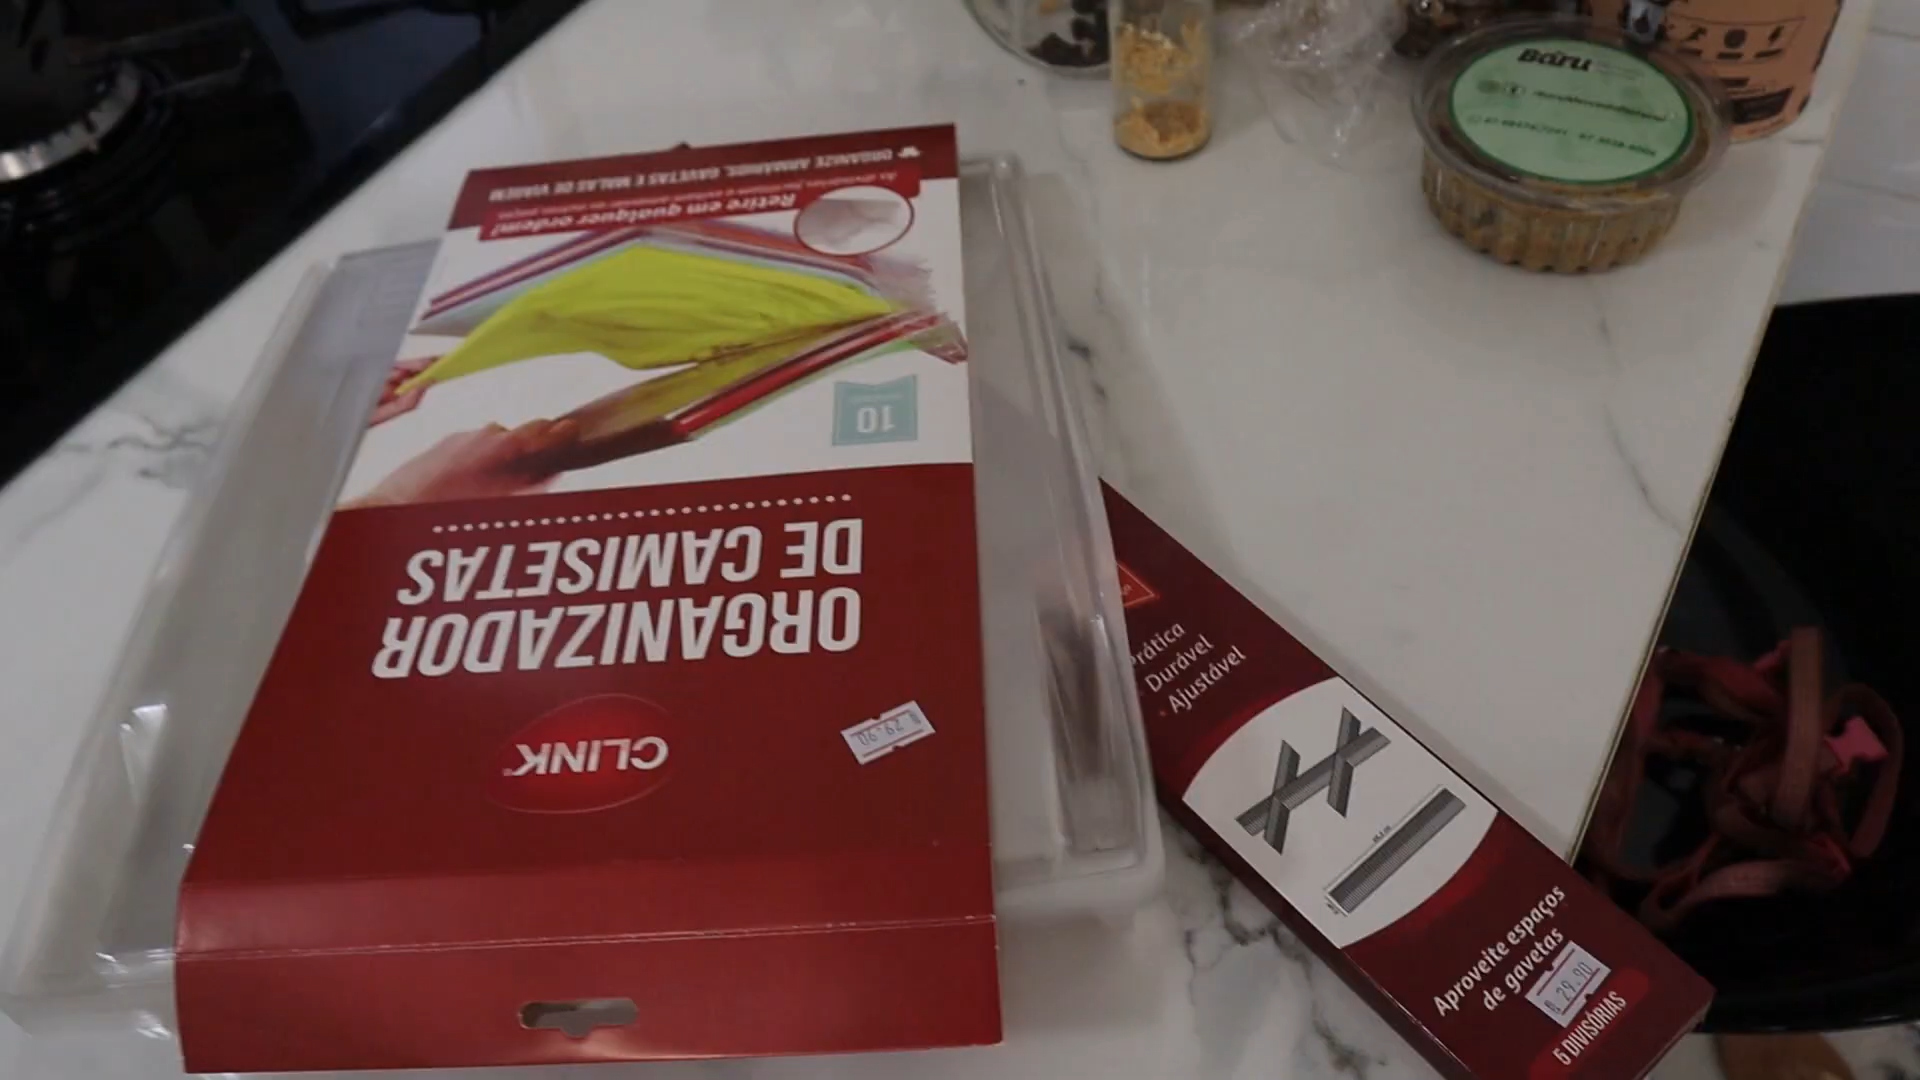 CLINK
ORGANIZADOR
DE CAMISETAS
10
Retire em qualquer ordem!
ORGANIZE ARMÁRIOS, GAVETAS E MALAS DE VIAGEM
29.90
Prática
Durável
Ajustável
Aproveite espaços
de gavetas
29.90
5 DIVISÓRIAS
Baru